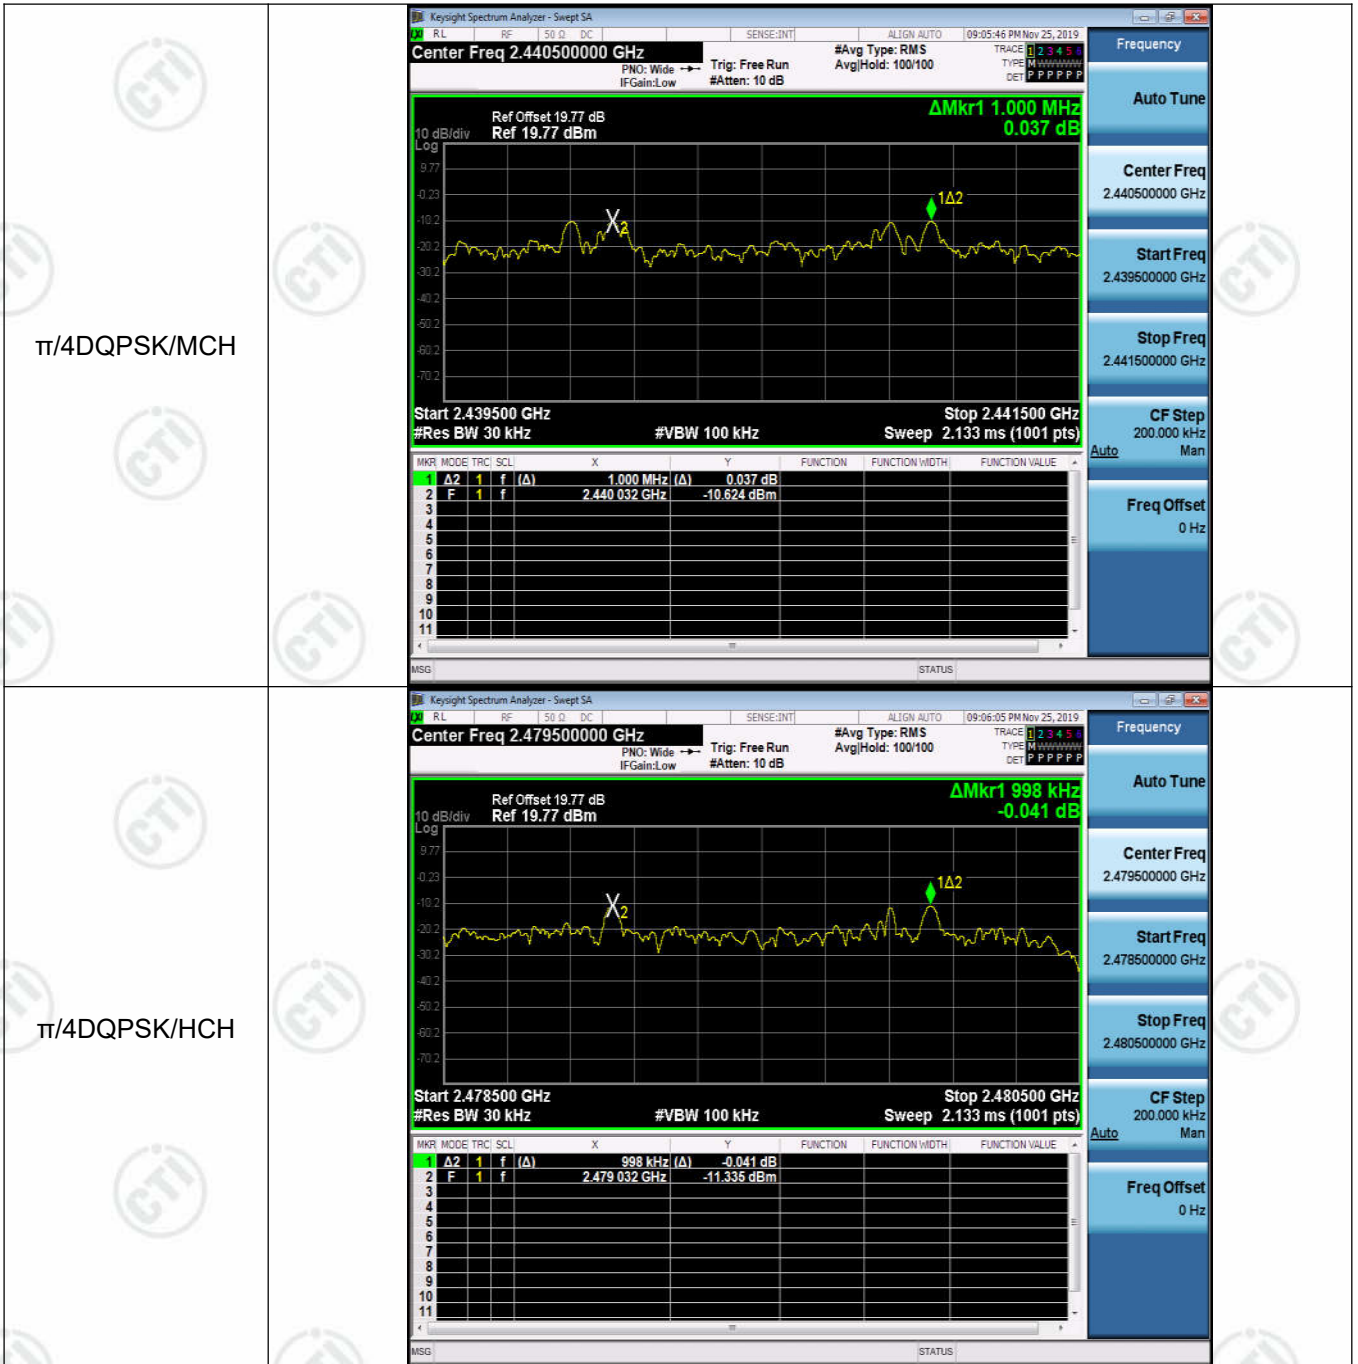 π/4DQPSK/MCH
Keysight Spectrum Analyzer - Swept SA
RL RF 50 Ω DC SENSE:INT ALIGN AUTO 09:05:46 PM Nov 25, 2019
Center Freq 2.440500000 GHz #Avg Type: RMS TRACE 1 2 3 4 5 6
PNO: Wide Trig: Free Run Avg|Hold: 100/100 TYPE M WWWWW
IFGain:Low #Atten: 10 dB DET P P P P P P
ΔMkr1 1.000 MHz
0.037 dB
Ref Offset 19.77 dB
10 dB/div Ref 19.77 dBm
Log
9.77
-0.23
1Δ2
-10.2
2
-20.2
-30.2
-40.2
-50.2
-60.2
-70.2
Start 2.439500 GHz Stop 2.441500 GHz
#Res BW 30 kHz #VBW 100 kHz Sweep 2.133 ms (1001 pts)
MKR MODE TRC SCL X Y FUNCTION FUNCTION WIDTH FUNCTION VALUE
1 Δ2 1 f (Δ) 1.000 MHz (Δ) 0.037 dB
2 F 1 f 2.440 032 GHz -10.624 dBm
3
4
5
6
7
8
9
10
11
MSG STATUS
Frequency
Auto Tune
Center Freq
2.440500000 GHz
Start Freq
2.439500000 GHz
Stop Freq
2.441500000 GHz
CF Step
200.000 kHz
Auto Man
Freq Offset
0 Hz
π/4DQPSK/HCH
Keysight Spectrum Analyzer - Swept SA
RL RF 50 Ω DC SENSE:INT ALIGN AUTO 09:06:05 PM Nov 25, 2019
Center Freq 2.479500000 GHz #Avg Type: RMS TRACE 1 2 3 4 5 6
PNO: Wide Trig: Free Run Avg|Hold: 100/100 TYPE M WWWWW
IFGain:Low #Atten: 10 dB DET P P P P P P
ΔMkr1 998 kHz
-0.041 dB
Ref Offset 19.77 dB
10 dB/div Ref 19.77 dBm
Log
9.77
-0.23
1Δ2
-10.2
2
-20.2
-30.2
-40.2
-50.2
-60.2
-70.2
Start 2.478500 GHz Stop 2.480500 GHz
#Res BW 30 kHz #VBW 100 kHz Sweep 2.133 ms (1001 pts)
MKR MODE TRC SCL X Y FUNCTION FUNCTION WIDTH FUNCTION VALUE
1 Δ2 1 f (Δ) 998 kHz (Δ) -0.041 dB
2 F 1 f 2.479 032 GHz -11.335 dBm
3
4
5
6
7
8
9
10
11
MSG STATUS
Frequency
Auto Tune
Center Freq
2.479500000 GHz
Start Freq
2.478500000 GHz
Stop Freq
2.480500000 GHz
CF Step
200.000 kHz
Auto Man
Freq Offset
0 Hz
CTI
CTI
CTI
CTI
CTI
CTI
CTI
CTI
CTI
CTI
CTI
CTI